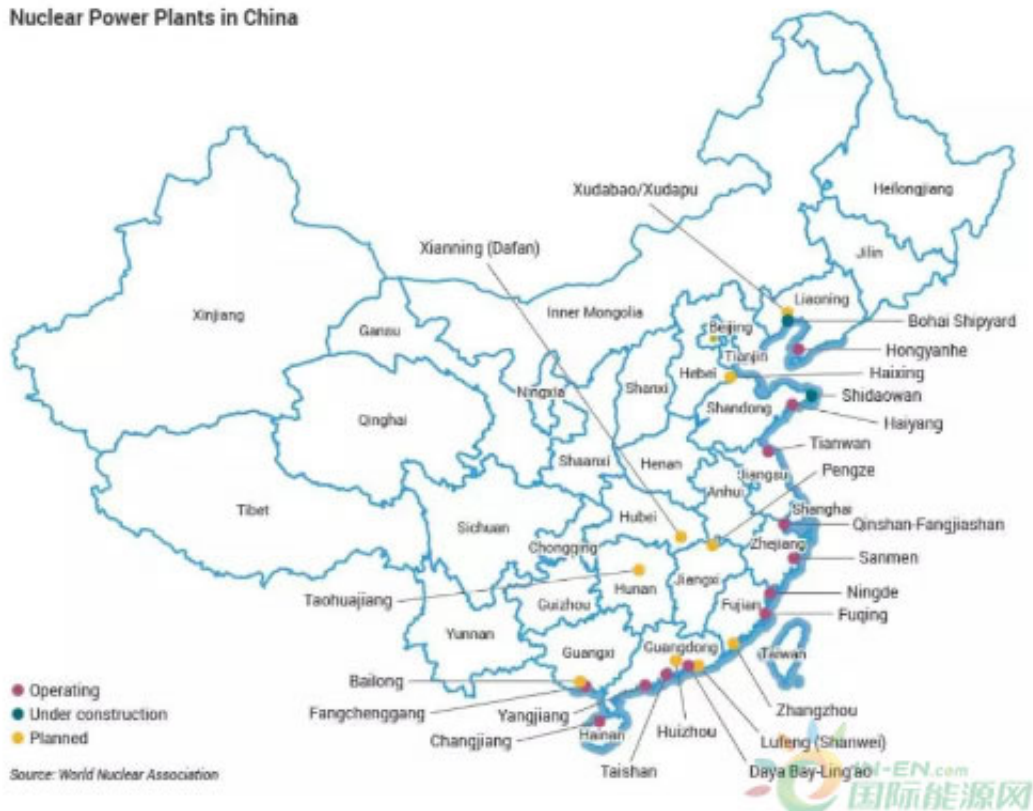 Nuclear Power Plants in China
Xudabao/Xudapu
Heilongjiang
Xianning (Dafan)
Jilin
Liaoning
Xinjiang
Inner Mongolia
Bohai Shipyard
Gansu
Beijing
Hongyanhe
Tianjin
Hebei
Haixing
Shanxi
Ningxia
Shidaowan
Shandong
Qinghai
Haiyang
Tianwan
Shaanxi
Henan
Pengze
Jiangsu
Anhui
Tibet
Shanghai
Hubei
Sichuan
Qinshan-Fangjiashan
Chongqing
Zhejiang
Sanmen
Jiangxi
Hunan
Ningde
Taohuajiang
Guizhou
Fujian
Fuqing
Yunnan
Guangdong
Guangxi
Taiwan
Bailong
Operating
Fangchenggang
Yangjiang
Zhangzhou
Under construction
Huizhou
Planned
Changjiang
Hainan
Lufeng (Shanwei)
Taishan
Daya Bay-Ling'ao
Source: World Nuclear Association
IN-EN.com
国际能源网